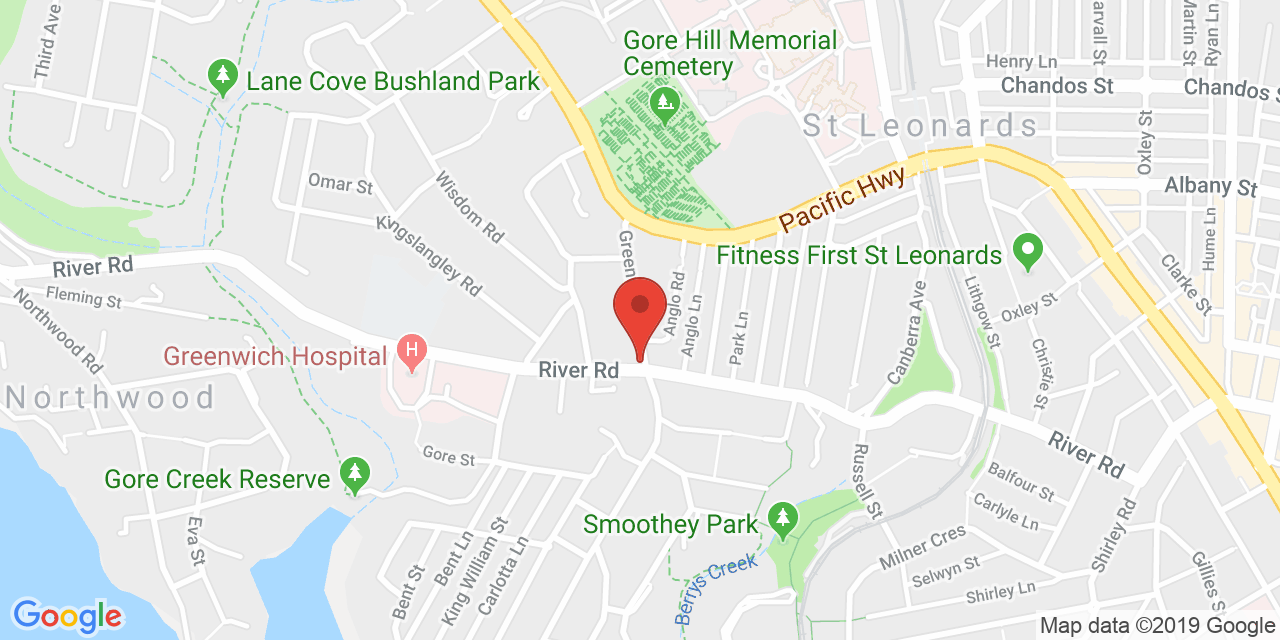 Third Ave
Gore Hill Memorial
Cemetery
Marvall St
Martin St
Ryan Ln
Henry Ln
Chandos St
Chandos St
Lane Cove Bushland Park
St Leonards
Oxley St
Omar St
Wisdom Rd
Pacific Hwy
Albany St
Kingslangley Rd
Green
Hume Ln
River Rd
Fitness First St Leonards
Fleming St
Northwood Rd
Anglo Rd
Anglo Ln
Park Ln
Canberra Ave
Lithgow St
Oxley St
Clarke St
Greenwich Hospital
H
River Rd
Christie St
Northwood
River Rd
Gore St
Russell St
Gore Creek Reserve
Balfour St
Carlyle Ln
Smoothey Park
Eva St
Bent Ln
King William St
Carlotta Ln
Bent St
Berrys Creek
Milner Cres
Selwyn St
Shirley Ln
Shirley Rd
Gillies St
Google
Map data ©2019 Google